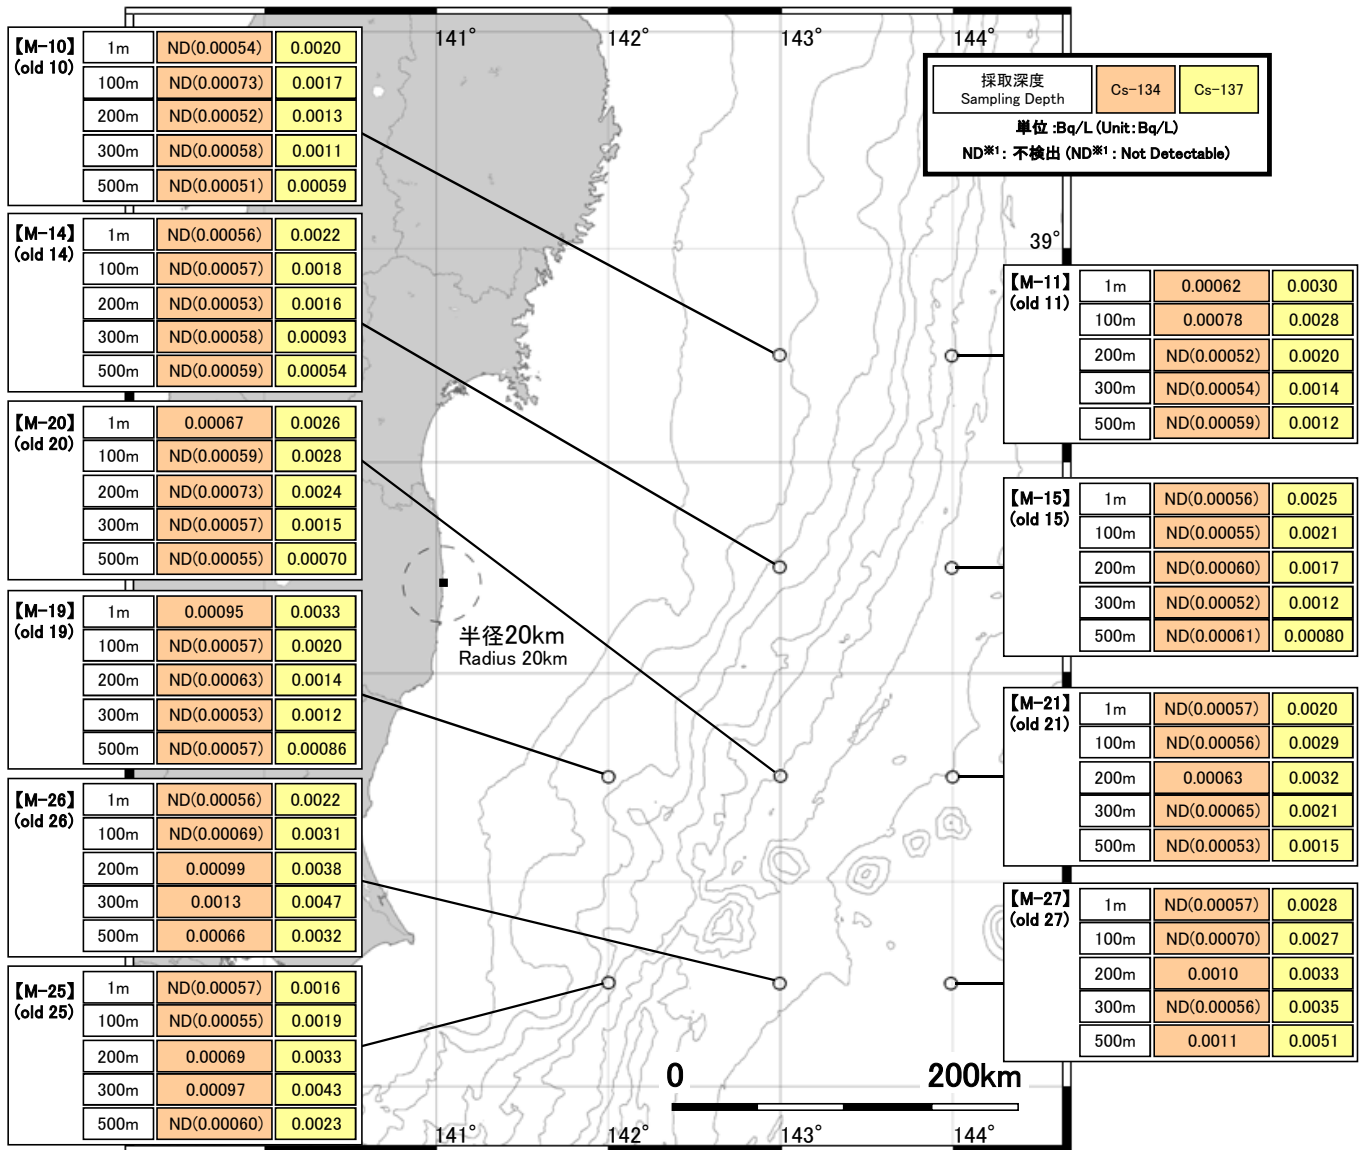 141° 142° 143° 144°
採取深度
Sampling Depth
Cs-134
Cs-137
単位:Bq/L (Unit:Bq/L)
ND※1: 不検出 (ND※1: Not Detectable)
【M-10】
(old 10)
1m ND(0.00054) 0.0020
100m ND(0.00073) 0.0017
200m ND(0.00052) 0.0013
300m ND(0.00058) 0.0011
500m ND(0.00051) 0.00059
【M-14】
(old 14)
1m ND(0.00056) 0.0022
100m ND(0.00057) 0.0018
200m ND(0.00053) 0.0016
300m ND(0.00058) 0.00093
500m ND(0.00059) 0.00054
【M-20】
(old 20)
1m 0.00067 0.0026
100m ND(0.00059) 0.0028
200m ND(0.00073) 0.0024
300m ND(0.00057) 0.0015
500m ND(0.00055) 0.00070
【M-19】
(old 19)
1m 0.00095 0.0033
100m ND(0.00057) 0.0020
200m ND(0.00063) 0.0014
300m ND(0.00053) 0.0012
500m ND(0.00057) 0.00086
【M-26】
(old 26)
1m ND(0.00056) 0.0022
100m ND(0.00069) 0.0031
200m 0.00099 0.0038
300m 0.0013 0.0047
500m 0.00066 0.0032
【M-25】
(old 25)
1m ND(0.00057) 0.0016
100m ND(0.00055) 0.0019
200m 0.00069 0.0033
300m 0.00097 0.0043
500m ND(0.00060) 0.0023
39°
半径20km
Radius 20km
【M-11】
(old 11)
1m 0.00062 0.0030
100m 0.00078 0.0028
200m ND(0.00052) 0.0020
300m ND(0.00054) 0.0014
500m ND(0.00059) 0.0012
【M-15】
(old 15)
1m ND(0.00056) 0.0025
100m ND(0.00055) 0.0021
200m ND(0.00060) 0.0017
300m ND(0.00052) 0.0012
500m ND(0.00061) 0.00080
【M-21】
(old 21)
1m ND(0.00057) 0.0020
100m ND(0.00056) 0.0029
200m 0.00063 0.0032
300m ND(0.00065) 0.0021
500m ND(0.00053) 0.0015
【M-27】
(old 27)
1m ND(0.00057) 0.0028
100m ND(0.00070) 0.0027
200m 0.0010 0.0033
300m ND(0.00056) 0.0035
500m 0.0011 0.0051
0 200km
141° 142° 143° 144°